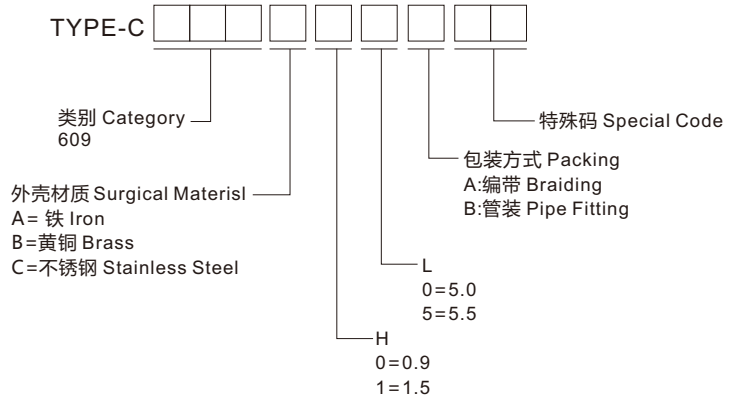 TYPE-C
类别 Category
609
特殊码 Special Code
包装方式 Packing
A:编带 Braiding
B:管装 Pipe Fitting
外壳材质 Surgical Materisl
A= 铁 Iron
B=黄铜 Brass
C=不锈钢 Stainless Steel
L
0=5.0
5=5.5
H
0=0.9
1=1.5